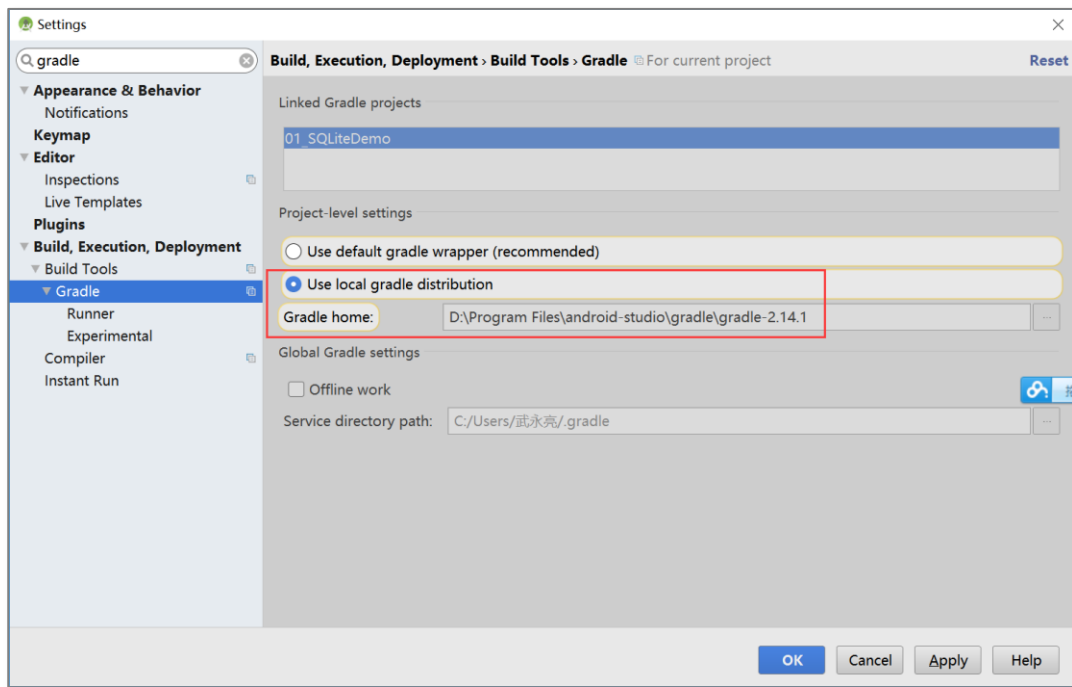 Settings
gradle
Build, Execution, Deployment › Build Tools › Gradle For current project Reset
Appearance & Behavior
Notifications
Keymap
Editor
Inspections
Live Templates
Plugins
Build, Execution, Deployment
Build Tools
Gradle
Runner
Experimental
Compiler
Instant Run
Linked Gradle projects
01_SQLiteDemo
Project-level settings
Use default gradle wrapper (recommended)
Use local gradle distribution
Gradle home: D:\Program Files\android-studio\gradle\gradle-2.14.1 ...
Global Gradle settings
Offline work
Service directory path: C:/Users/武永亮/.gradle ...
OK Cancel Apply Help